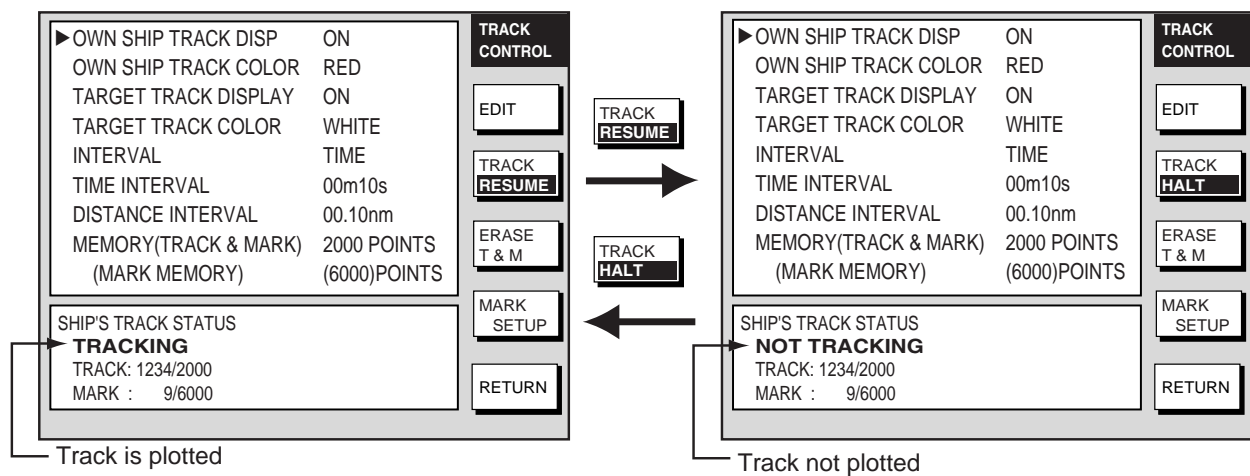 OWN SHIP TRACK DISP ON
OWN SHIP TRACK COLOR RED
TARGET TRACK DISPLAY ON
TARGET TRACK COLOR WHITE
INTERVAL TIME
TIME INTERVAL 00m10s
DISTANCE INTERVAL 00.10nm
MEMORY(TRACK & MARK) 2000 POINTS
(MARK MEMORY) (6000)POINTS
SHIP'S TRACK STATUS
TRACKING
TRACK: 1234/2000
MARK : 9/6000
TRACK
CONTROL
EDIT
TRACK
RESUME
ERASE
T & M
MARK
SETUP
RETURN
Track is plotted
TRACK
RESUME
TRACK
HALT
OWN SHIP TRACK DISP ON
OWN SHIP TRACK COLOR RED
TARGET TRACK DISPLAY ON
TARGET TRACK COLOR WHITE
INTERVAL TIME
TIME INTERVAL 00m10s
DISTANCE INTERVAL 00.10nm
MEMORY(TRACK & MARK) 2000 POINTS
(MARK MEMORY) (6000)POINTS
SHIP'S TRACK STATUS
NOT TRACKING
TRACK: 1234/2000
MARK : 9/6000
TRACK
CONTROL
EDIT
TRACK
HALT
ERASE
T & M
MARK
SETUP
RETURN
Track not plotted